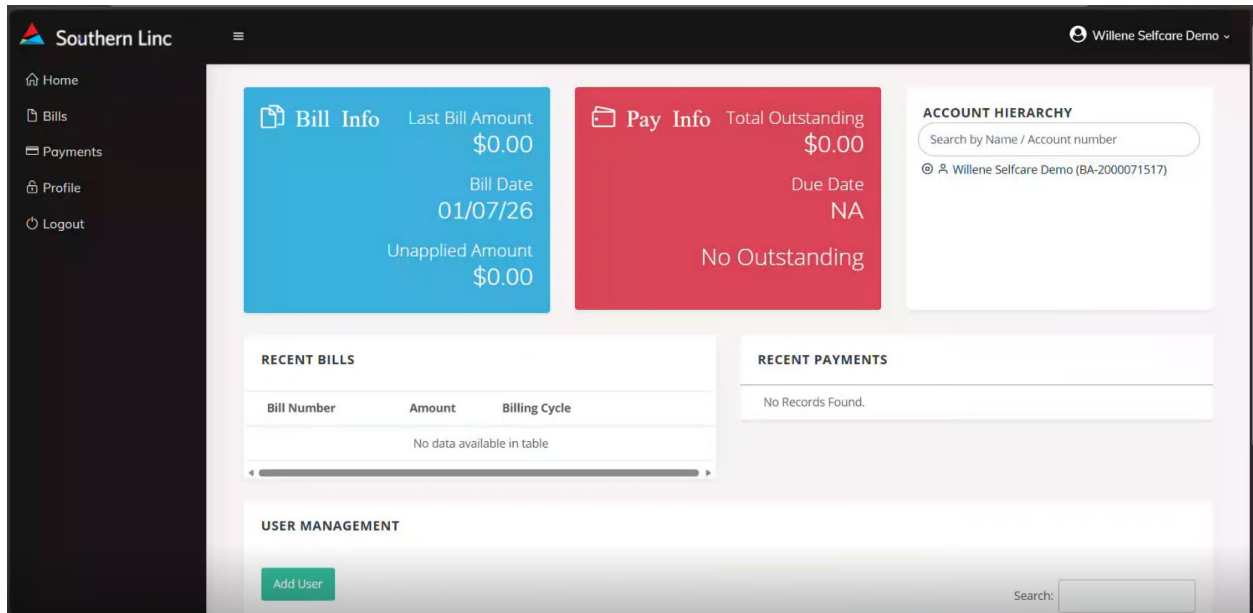 Southern Linc
Willene Selfcare Demo
Home
Bills
Payments
Profile
Logout
Bill Info
Last Bill Amount
$0.00
Bill Date
01/07/26
Unapplied Amount
$0.00
Pay Info
Total Outstanding
$0.00
Due Date
NA
No Outstanding
ACCOUNT HIERARCHY
Search by Name / Account number
Willene Selfcare Demo (BA-2000071517)
RECENT BILLS
Bill Number Amount Billing Cycle
No data available in table
RECENT PAYMENTS
No Records Found.
USER MANAGEMENT
Add User
Search: